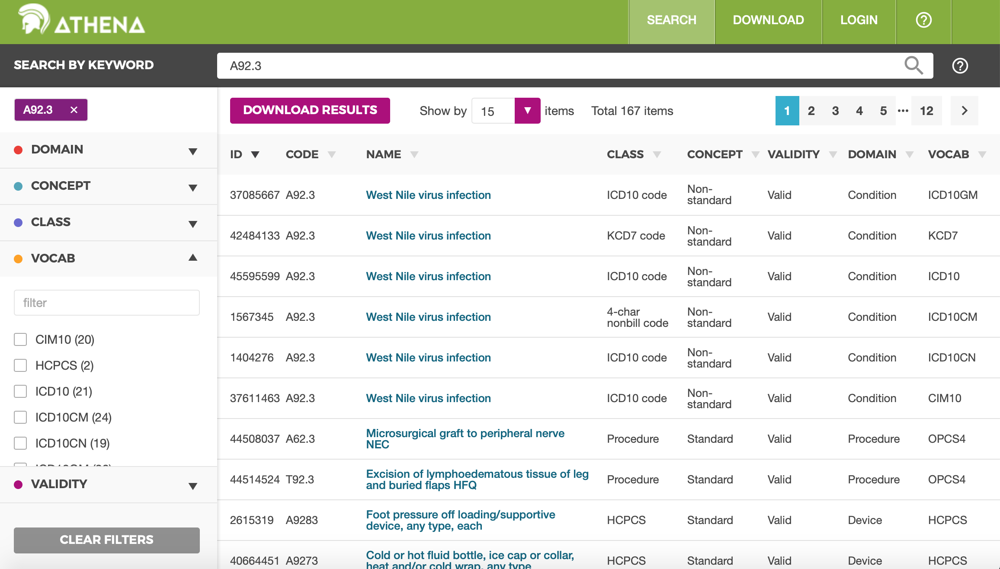 ATHENA
SEARCH
DOWNLOAD
LOGIN
?
SEARCH BY KEYWORD
A92.3
?
A92.3 ×
DOWNLOAD RESULTS
Show by 15 items
Total 167 items
1 2 3 4 5 ... 12 >
DOMAIN
CONCEPT
CLASS
VOCAB
filter
CIM10 (20)
HCPCS (2)
ICD10 (21)
ICD10CM (24)
ICD10CN (19)
VALIDITY
CLEAR FILTERS
ID CODE NAME CLASS CONCEPT VALIDITY DOMAIN VOCAB
37085667 A92.3 West Nile virus infection ICD10 code Non-
standard Valid Condition ICD10GM
42484133 A92.3 West Nile virus infection KCD7 code Non-
standard Valid Condition KCD7
45595599 A92.3 West Nile virus infection ICD10 code Non-
standard Valid Condition ICD10
1567345 A92.3 West Nile virus infection 4-char
nonbill code Non-
standard Valid Condition ICD10CM
1404276 A92.3 West Nile virus infection ICD10 code Non-
standard Valid Condition ICD10CN
37611463 A92.3 West Nile virus infection ICD10 code Non-
standard Valid Condition CIM10
44508037 A62.3 Microsurgical graft to peripheral nerve
NEC Procedure Standard Valid Procedure OPCS4
44514524 T92.3 Excision of lymphoedematous tissue of leg
and buried flaps HFQ Procedure Standard Valid Procedure OPCS4
2615319 A9283 Foot pressure off loading/supportive
device, any type, each HCPCS Standard Valid Device HCPCS
40664451 A9273 Cold or hot fluid bottle, ice cap or collar,
heat and/or cold wrap, any type HCPCS Standard Valid Device HCPCS